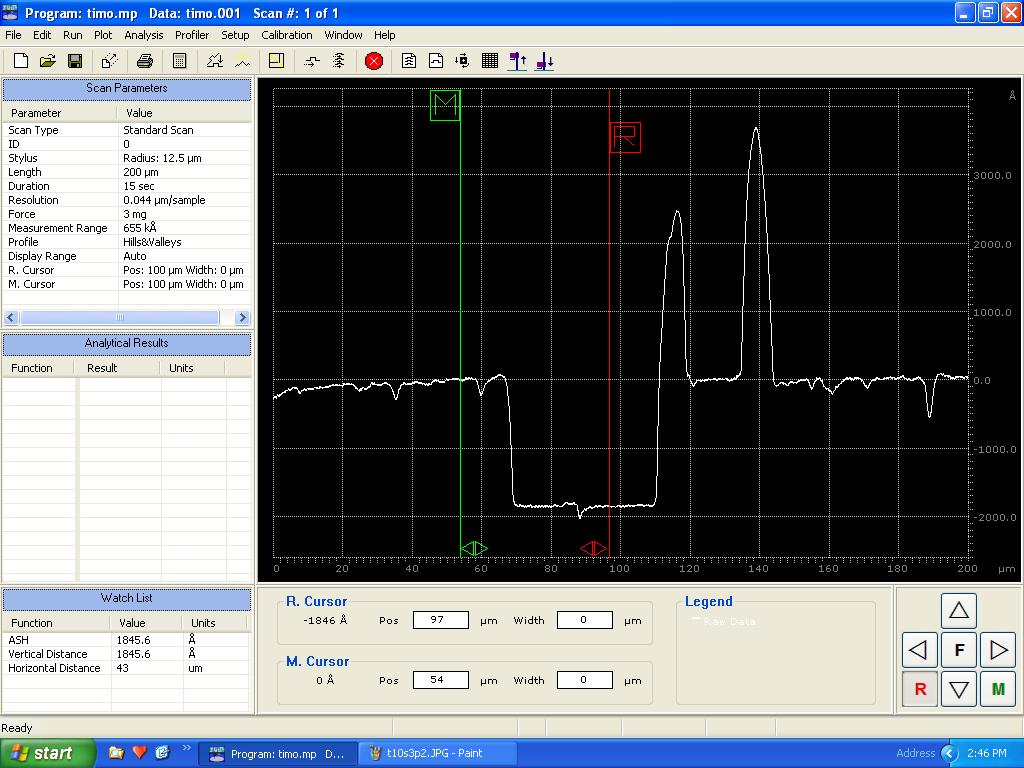 Program: timo.mp   Data: timo.001   Scan #: 1 of 1
File Edit Run Plot Analysis Profiler Setup Calibration Window Help
Scan Parameters
Parameter Value
Scan Type Standard Scan
ID 0
Stylus Radius: 12.5 µm
Length 200 µm
Duration 15 sec
Resolution 0.044 µm/sample
Force 3 mg
Measurement Range 655 kÅ
Profile Hills&Valleys
Display Range Auto
R. Cursor Pos: 100 µm Width: 0 µm
M. Cursor Pos: 100 µm Width: 0 µm
Analytical Results
Function Result Units
Watch List
Function Value Units
ASH 1845.6 Å
Vertical Distance 1845.6 Å
Horizontal Distance 43 um
M
R
Å
3000.0
2000.0
1000.0
0.0
-1000.0
-2000.0
0 20 40 60 80 100 120 140 160 180 200 µm
R. Cursor
-1846 Å Pos 97 µm Width 0 µm
M. Cursor
0 Å Pos 54 µm Width 0 µm
Legend
Raw Data
F
R
M
Ready
start
»
Program: timo.mp D...
t10s3p2.JPG - Paint
Address
2:46 PM